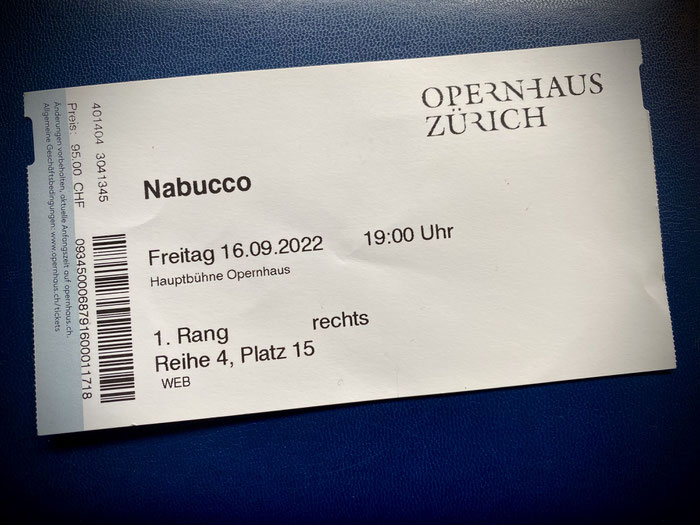 OPERNHAUS
ZÜRICH
Nabucco
Freitag 16.09.2022 19:00 Uhr
Hauptbühne Opernhaus
1. Rang rechts
Reihe 4, Platz 15
WEB
401404 3041345
Preis: 95.00 CHF 0934500068791600011718
Änderungen vorbehalten, aktuelle Anfangszeit auf opernhaus.ch.
Allgemeine Geschäftsbedingungen: www.opernhaus.ch/tickets